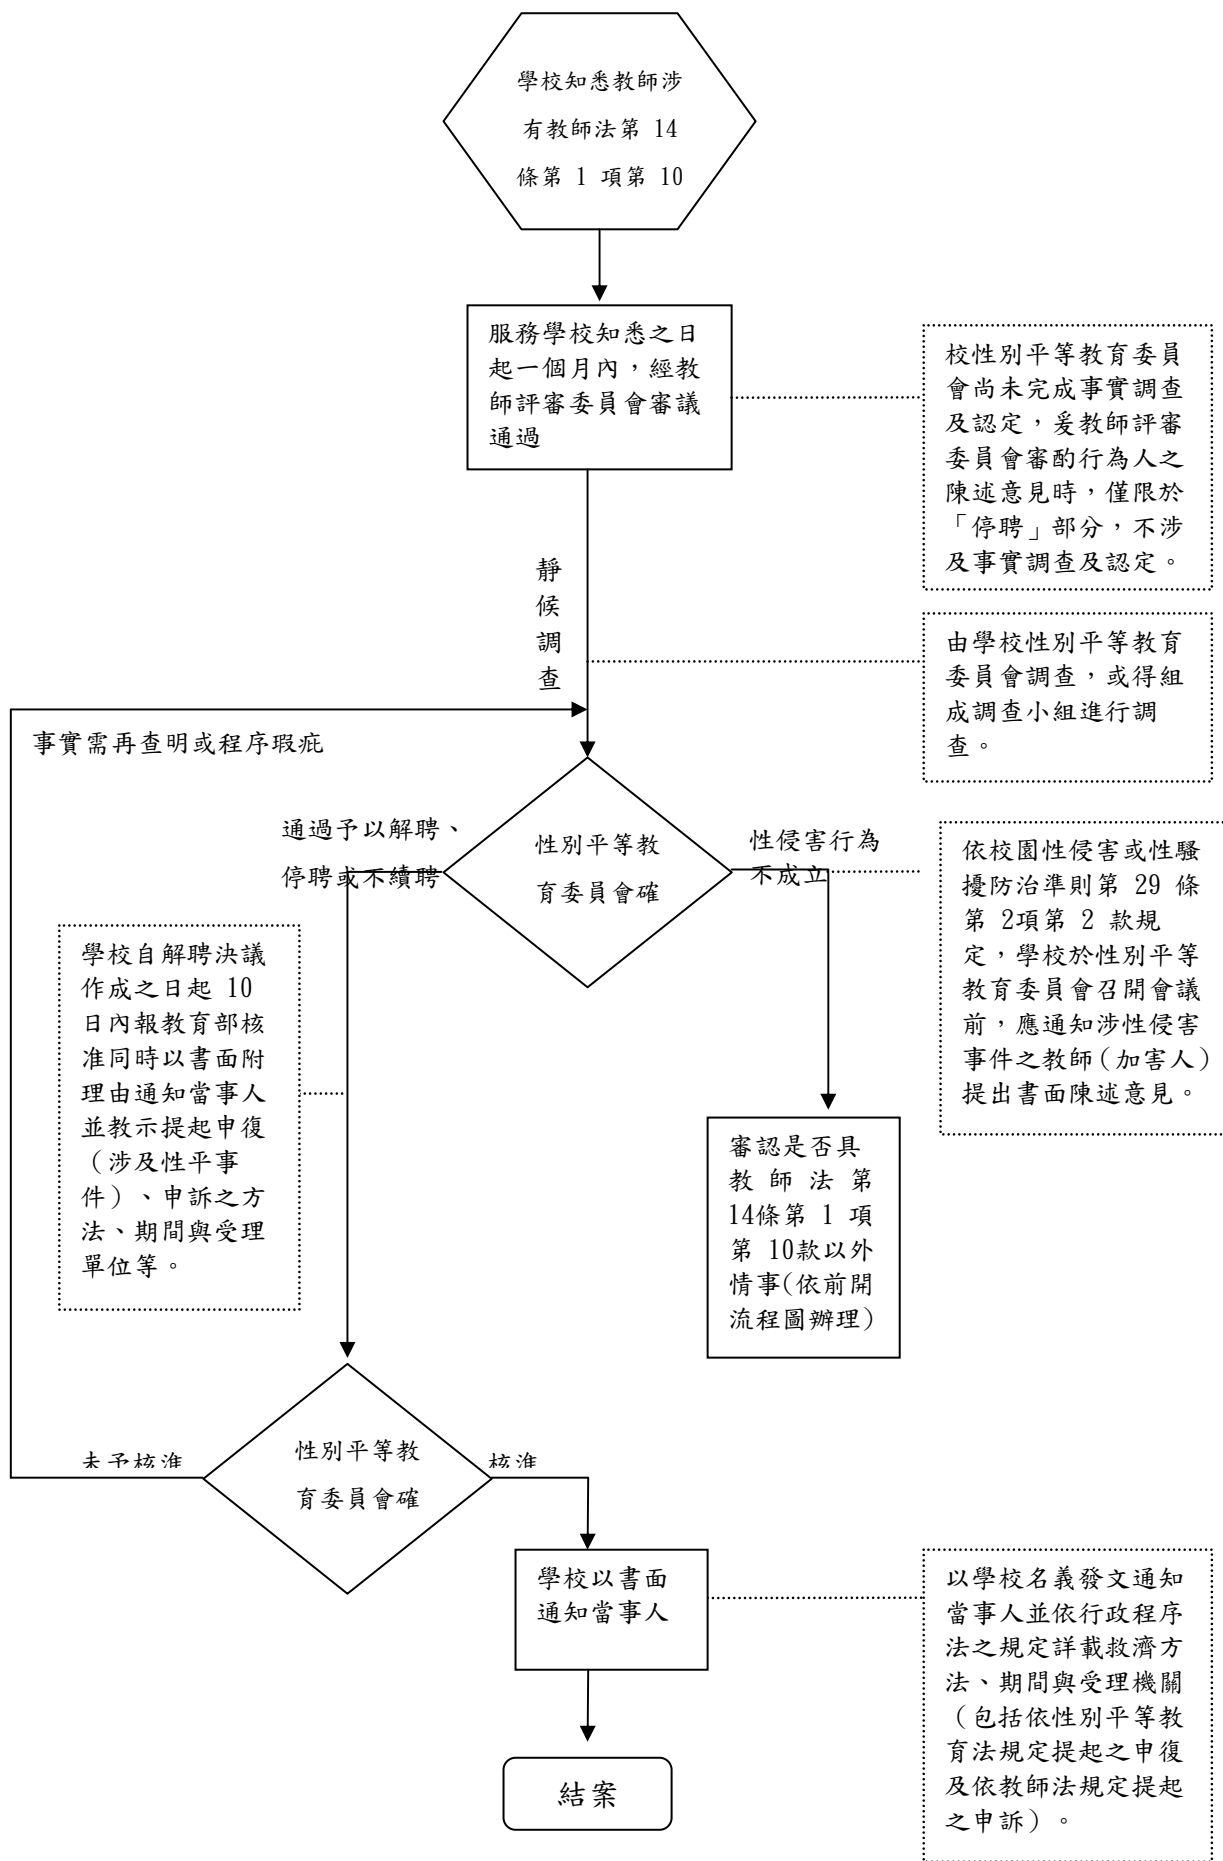 學校知悉教師涉
有教師法第 14
條第 1 項第 10
服務學校知悉之日
起一個月內，經教
師評審委員會審議
通過
校性別平等教育委員
會尚未完成事實調查
及認定，爰教師評審
委員會審酌行為人之
陳述意見時，僅限於
「停聘」部分，不涉
及事實調查及認定。
靜
候
調
查
由學校性別平等教育
委員會調查，或得組
成調查小組進行調
查。
事實需再查明或程序瑕疵
通過予以解聘、
停聘或不續聘
性別平等教
育委員會確
性侵害行為
不成立
依校園性侵害或性騷
擾防治準則第 29 條
第 2項第 2 款規
定，學校於性別平等
教育委員會召開會議
前，應通知涉性侵害
事件之教師（加害人）
提出書面陳述意見。
學校自解聘決議
作成之日起 10
日內報教育部核
准同時以書面附
理由通知當事人
並教示提起申復
（涉及性平事
件）、申訴之方
法、期間與受理
單位等。
審認是否具
教師法第
14條第 1 項
第 10款以外
情事(依前開
流程圖辦理)
未予核准
性別平等教
育委員會確
核准
學校以書面
通知當事人
以學校名義發文通知
當事人並依行政程序
法之規定詳載救濟方
法、期間與受理機關
（包括依性別平等教
育法規定提起之申復
及依教師法規定提起
之申訴）。
結案